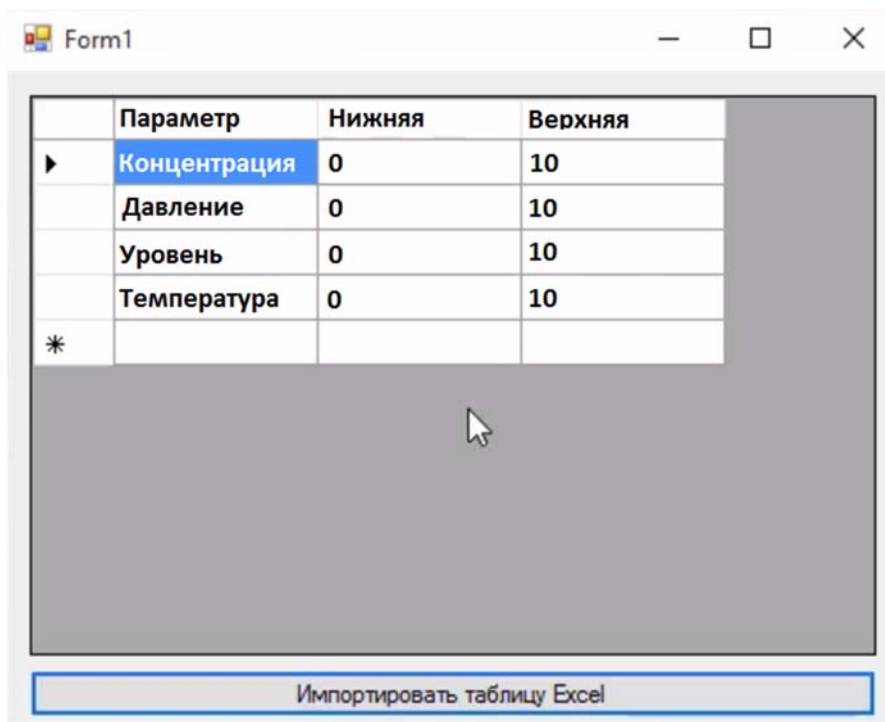 Form1
Параметр Нижняя Верхняя
Концентрация 0 10
Давление 0 10
Уровень 0 10
Температура 0 10
Импортировать таблицу Excel